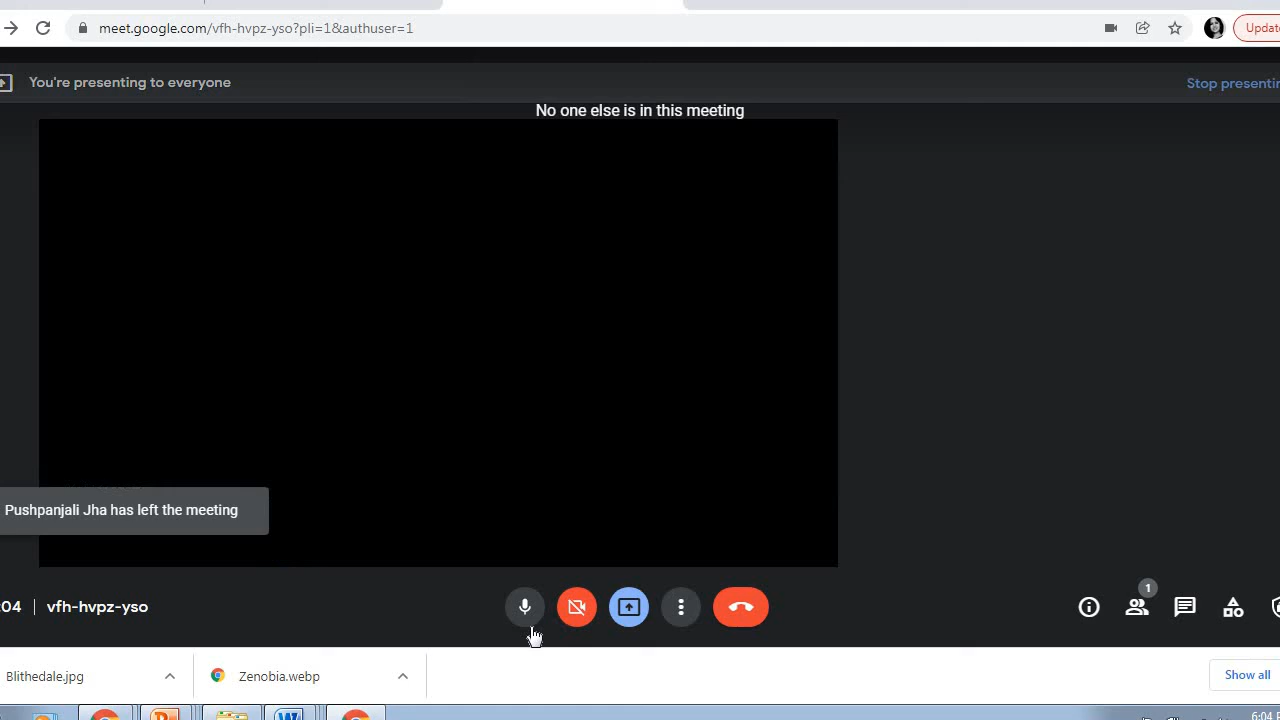 meet.google.com/vfh-hvpz-yso?pli=1&authuser=1
Update
You're presenting to everyone
Stop presentin
No one else is in this meeting
Pushpanjali Jha has left the meeting
:04 | vfh-hvpz-yso
1
Blithedale.jpg
Zenobia.webp
Show all
6:04 P